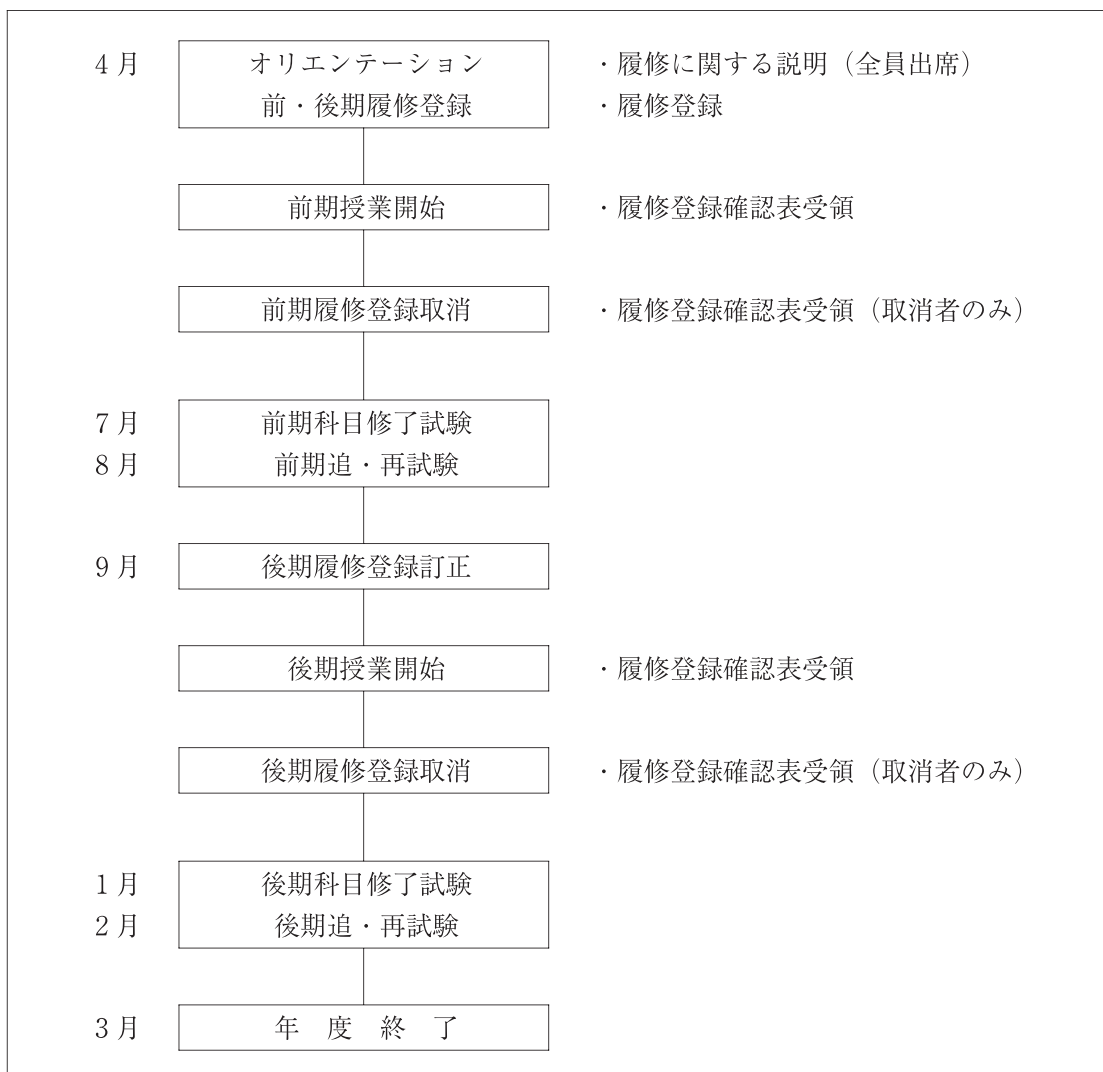 4月 オリエンテーション ・履修に関する説明（全員出席）
前・後期履修登録 ・履修登録
前期授業開始 ・履修登録確認表受領
前期履修登録取消 ・履修登録確認表受領（取消者のみ）
7月 前期科目修了試験
8月 前期追・再試験
9月 後期履修登録訂正
後期授業開始 ・履修登録確認表受領
後期履修登録取消 ・履修登録確認表受領（取消者のみ）
1月 後期科目修了試験
2月 後期追・再試験
3月 年　度　終　了